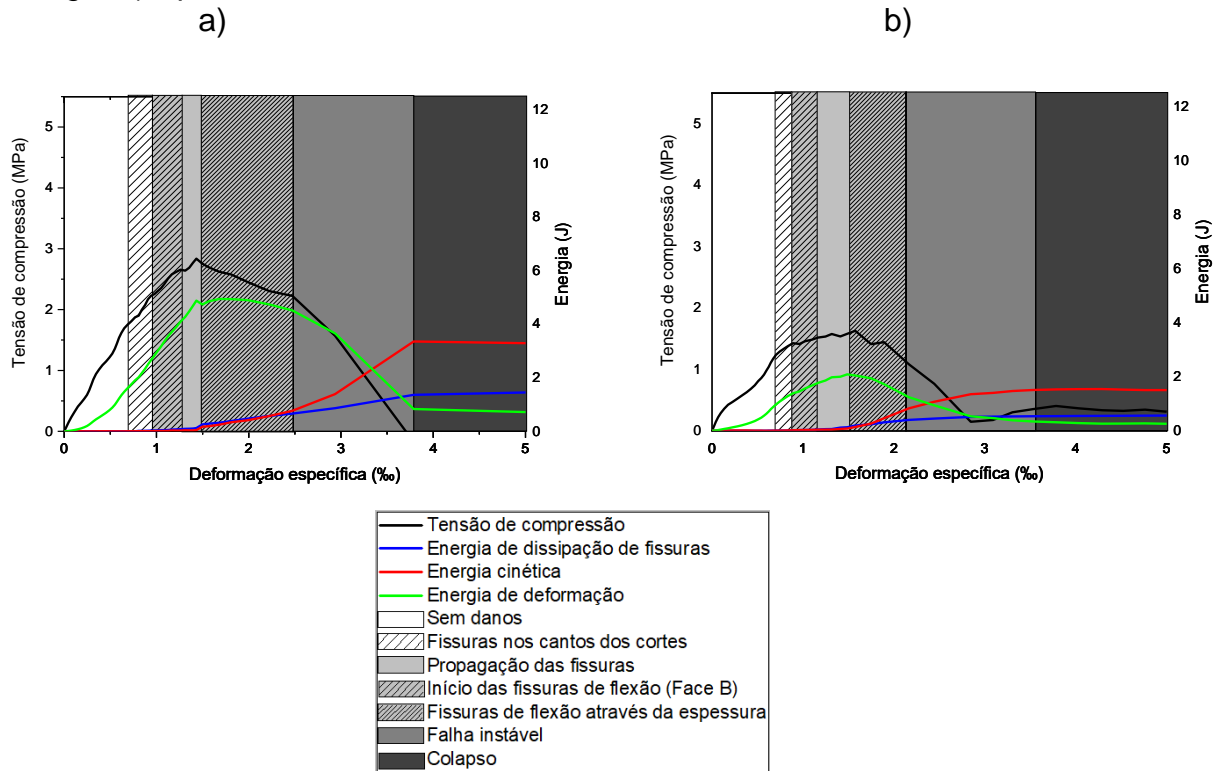 a)
b)
5
4
3
2
1
0
Tensão de compressão (MPa)
12
10
8
6
4
2
0
Energia (J)
0 1 2 3 4 5
Deformação específica (‰)
5
4
3
2
1
0
Tensão de compressão (MPa)
12
10
8
6
4
2
0
Energia (J)
0 1 2 3 4 5
Deformação específica (‰)
Tensão de compressão
Energia de dissipação de fissuras
Energia cinética
Energia de deformação
Sem danos
Fissuras nos cantos dos cortes
Propagação das fissuras
Início das fissuras de flexão (Face B)
Fissuras de flexão através da espessura
Falha instável
Colapso